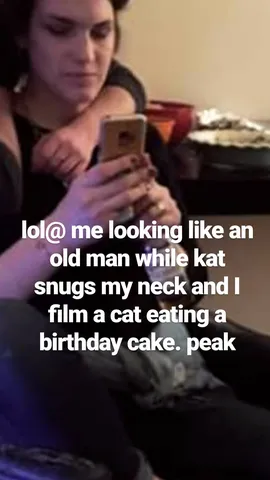 lol@ me looking like an
old man while kat
snugs my neck and I
film a cat eating a
birthday cake. peak